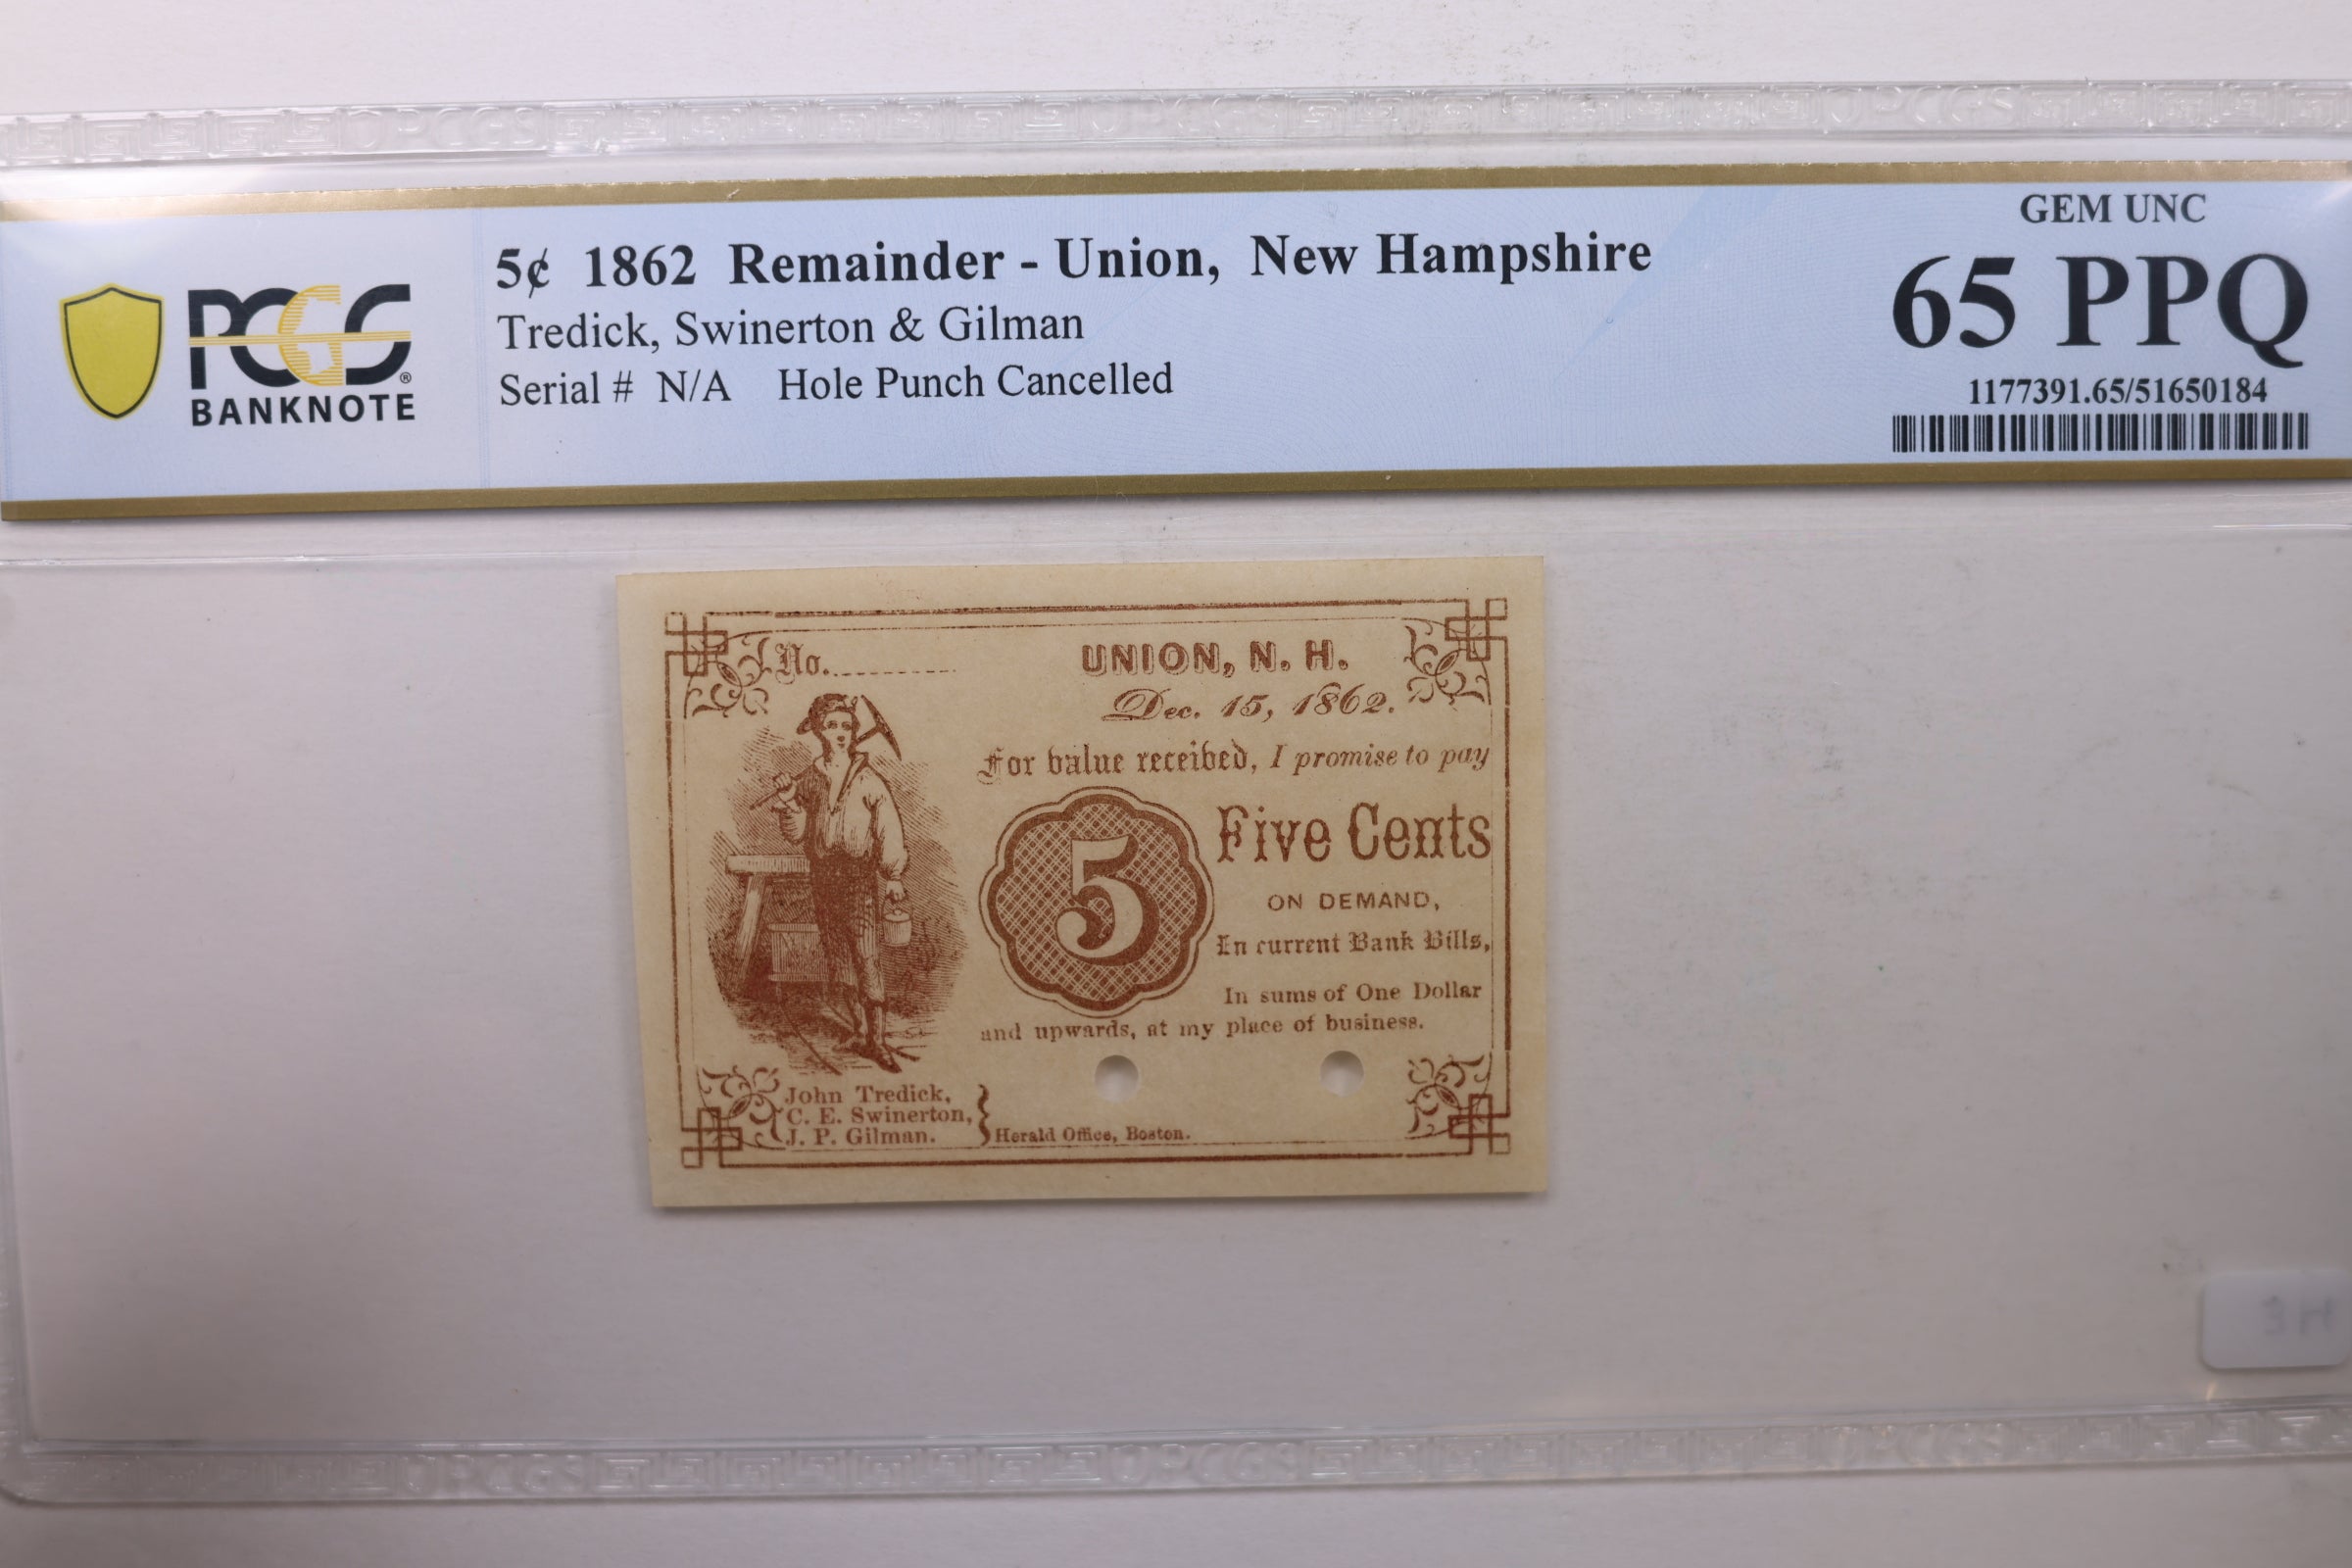 PCGS
BANKNOTE
5¢ 1862 Remainder - Union, New Hampshire
Tredick, Swinerton & Gilman
Serial # N/A Hole Punch Cancelled
GEM UNC
65 PPQ
1177391.65/51650184
No.
UNION, N. H.
Dec. 15, 1862.
For value received, I promise to pay
5
Five Cents
ON DEMAND,
In current Bank Bills,
In sums of One Dollar
and upwards, at my place of business.
John Tredick,
C. E. Swinerton,
J. P. Gilman.
Herald Office, Boston.